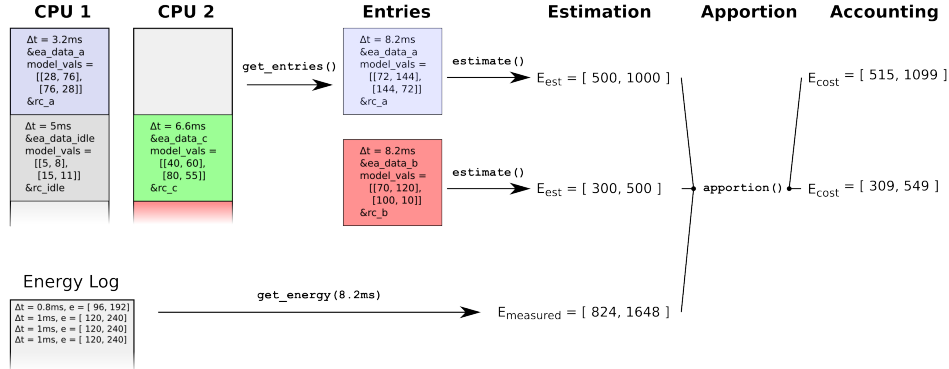 CPU 1
CPU 2
Entries
Estimation
Apportion
Accounting
Δt = 3.2ms
&ea_data_a
model_vals =
[[28, 76],
[76, 28]]
&rc_a
Δt = 5ms
&ea_data_idle
model_vals =
[[5, 8],
[15, 11]]
&rc_idle
Δt = 6.6ms
&ea_data_c
model_vals =
[[40, 60],
[80, 55]]
&rc_c
get_entries()
Δt = 8.2ms
&ea_data_a
model_vals =
[[72, 144],
[144, 72]]
&rc_a
Δt = 8.2ms
&ea_data_b
model_vals =
[[70, 120],
[100, 10]]
&rc_b
estimate()
E_est = [ 500, 1000 ]
estimate()
E_est = [ 300, 500 ]
apportion()
E_cost = [ 515, 1099 ]
E_cost = [ 309, 549 ]
Energy Log
Δt = 0.8ms, e = [ 96, 192]
Δt = 1ms, e = [ 120, 240]
Δt = 1ms, e = [ 120, 240]
Δt = 1ms, e = [ 120, 240]
get_energy(8.2ms)
E_measured = [ 824, 1648 ]